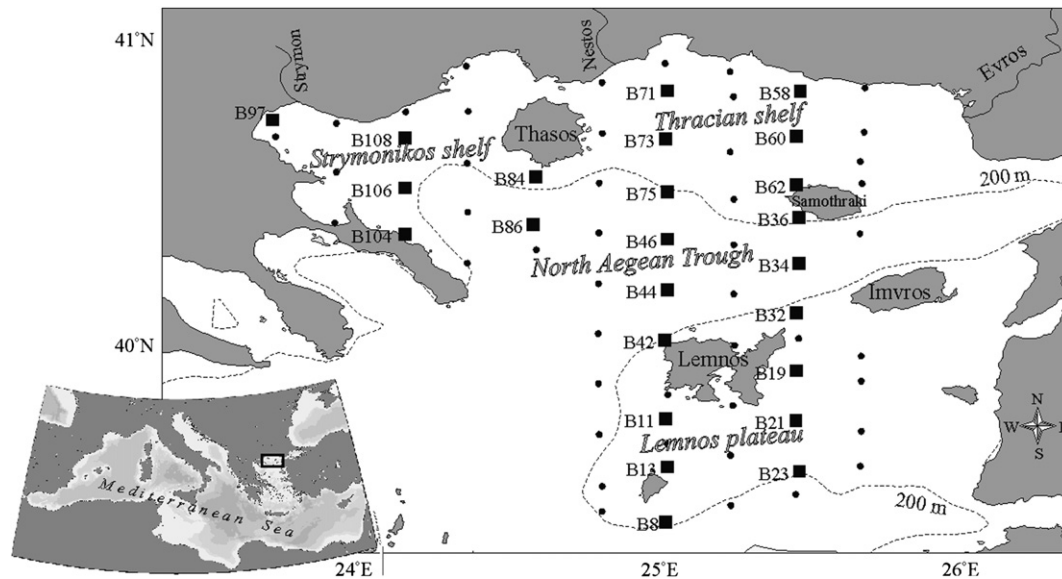 41°N
Strymon
Nestos
Evros
B97
B71
B58
B108
Thasos
Thracian shelf
B73
B60
Strymonikos shelf
B84
200 m
B106
B75
B62
Samothraki
B86
B36
B104
B46
North Aegean Trough
B34
B44
Imvros
B32
40°N
B42
Lemnos
B19
B11
B21
Lemnos plateau
N
W
E
S
B13
B23
Mediterranean Sea
200 m
B8
24°E
25°E
26°E